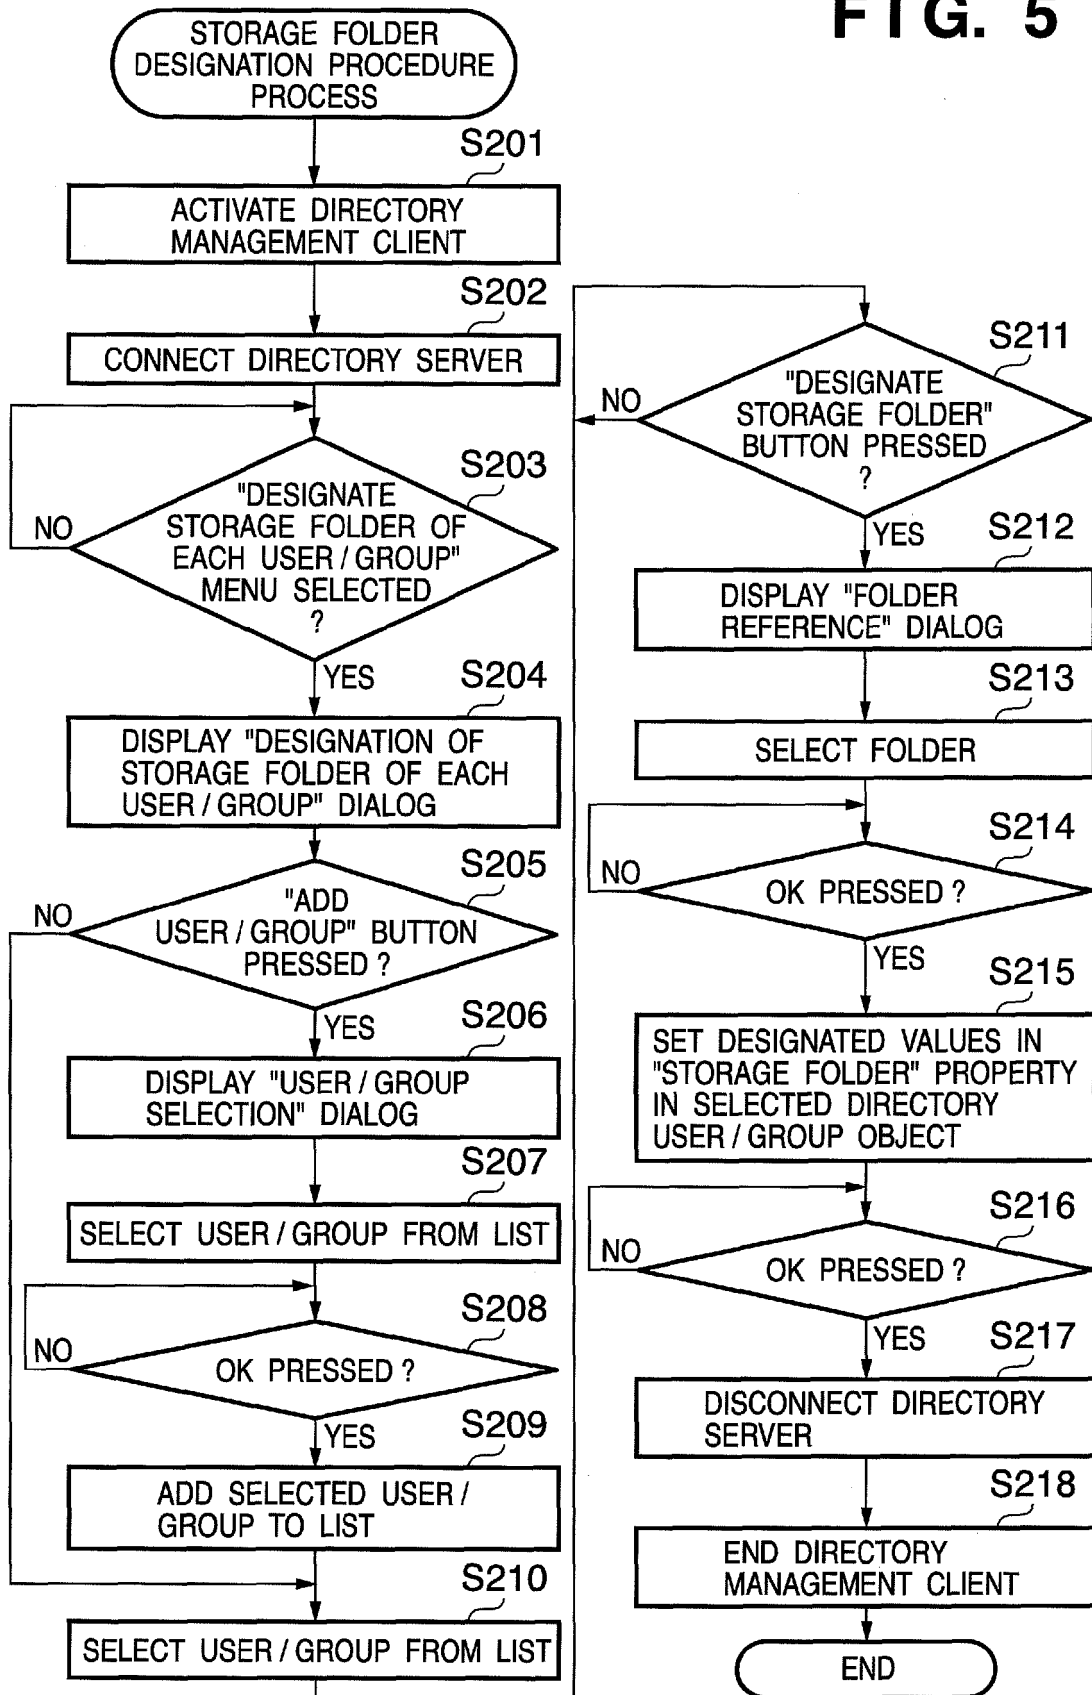 FIG. 5
STORAGE FOLDER
DESIGNATION PROCEDURE
PROCESS
S201
ACTIVATE DIRECTORY
MANAGEMENT CLIENT
S202
CONNECT DIRECTORY SERVER
S203
"DESIGNATE
STORAGE FOLDER OF
EACH USER / GROUP"
MENU SELECTED
?
NO
YES
S204
DISPLAY "DESIGNATION OF
STORAGE FOLDER OF EACH
USER / GROUP" DIALOG
S205
"ADD
USER / GROUP" BUTTON
PRESSED ?
NO
YES
S206
DISPLAY "USER / GROUP
SELECTION" DIALOG
S207
SELECT USER / GROUP FROM LIST
S208
OK PRESSED ?
NO
YES
S209
ADD SELECTED USER /
GROUP TO LIST
S210
SELECT USER / GROUP FROM LIST
S211
"DESIGNATE
STORAGE FOLDER"
BUTTON PRESSED
?
NO
YES
S212
DISPLAY "FOLDER
REFERENCE" DIALOG
S213
SELECT FOLDER
S214
OK PRESSED ?
NO
YES
S215
SET DESIGNATED VALUES IN
"STORAGE FOLDER" PROPERTY
IN SELECTED DIRECTORY
USER / GROUP OBJECT
S216
OK PRESSED ?
NO
YES
S217
DISCONNECT DIRECTORY
SERVER
S218
END DIRECTORY
MANAGEMENT CLIENT
END